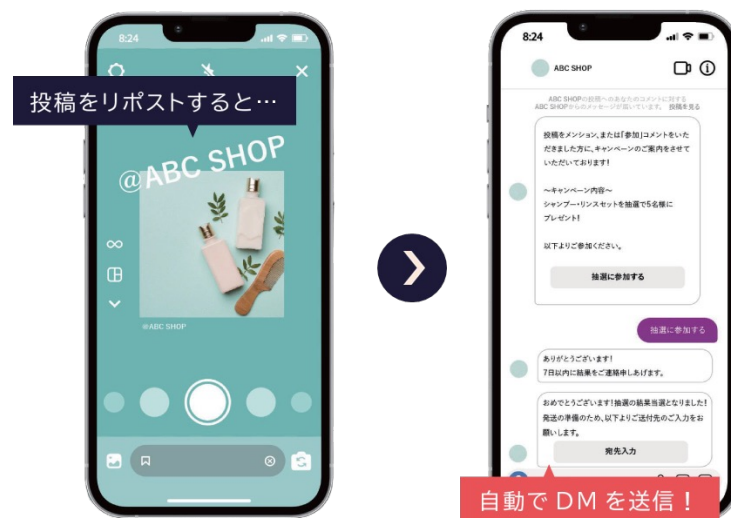 8:24
投稿をリポストすると…
@ABC SHOP
@ABC SHOP
8:24
ABC SHOP
ABC SHOPの投稿へのあなたのコメントに対する
ABC SHOPからのメッセージが届いています。 投稿を見る
投稿をメンション、または「参加」コメントをいた
だきました方に、キャンペーンのご案内をさせて
いただいております!
〜キャンペーン内容〜
シャンプー・リンスセットを抽選で5名様に
プレゼント!
以下よりご参加ください。
抽選に参加する
抽選に参加する
ありがとうございます!
7日以内に結果をご連絡申しあげます。
おめでとうございます!抽選の結果当選となりました!
発送の準備のため、以下よりご送付先のご入力をお
願いします。
宛先入力
自動でDMを送信!